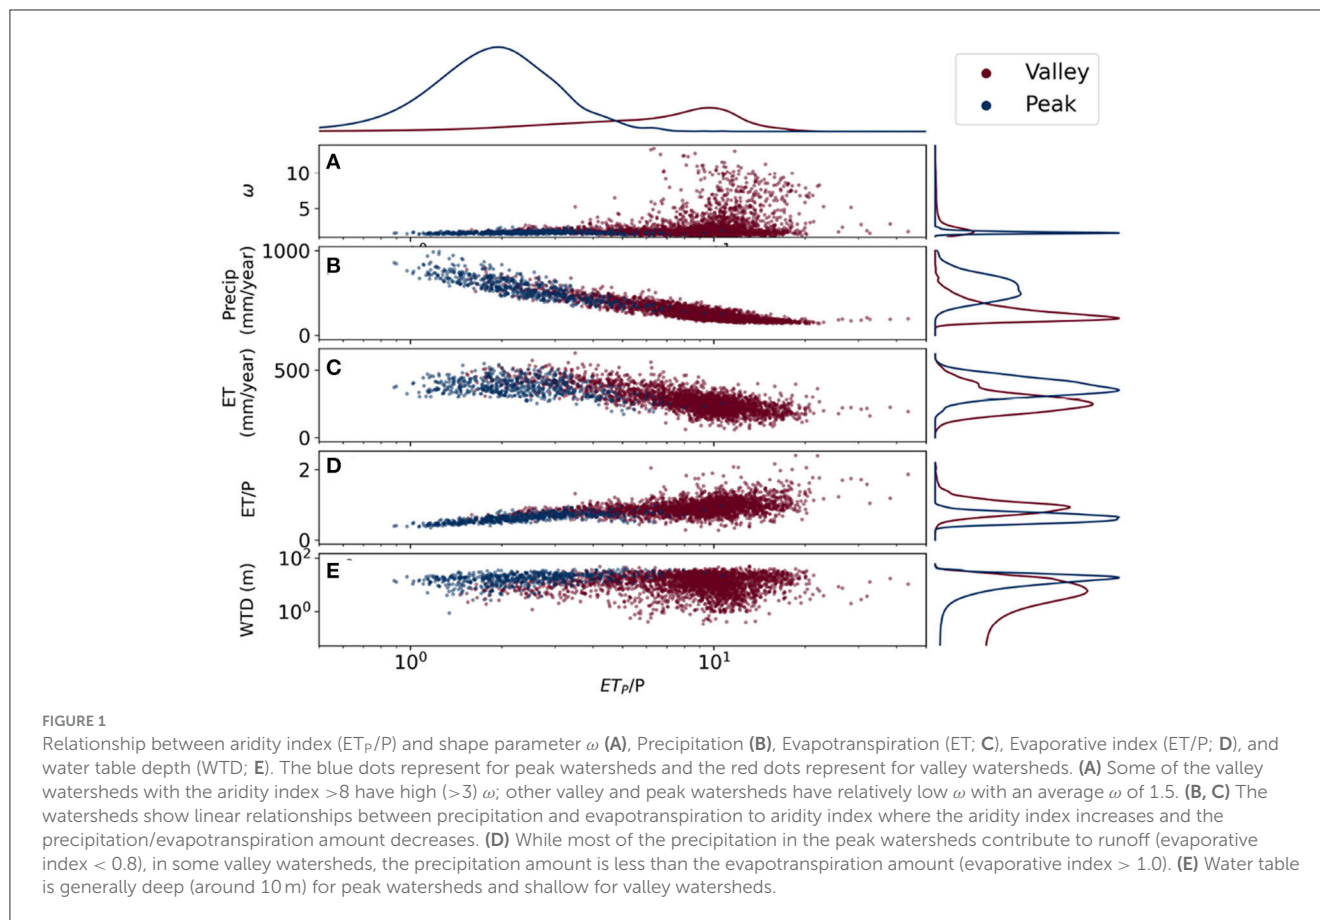 Valley
Peak
A
10
5
ω
B
1000
0
Precip
(mm/year)
C
500
0
ET
(mm/year)
D
2
0
ET/P
E
10²
10⁰
WTD (m)
10⁰
10¹
ET_P/P
FIGURE 1
Relationship between aridity index (ET_P/P) and shape parameter ω (A), Precipitation (B), Evapotranspiration (ET; C), Evaporative index (ET/P; D), and
water table depth (WTD; E). The blue dots represent for peak watersheds and the red dots represent for valley watersheds. (A) Some of the valley
watersheds with the aridity index >8 have high (>3) ω; other valley and peak watersheds have relatively low ω with an average ω of 1.5. (B, C) The
watersheds show linear relationships between precipitation and evapotranspiration to aridity index where the aridity index increases and the
precipitation/evapotranspiration amount decreases. (D) While most of the precipitation in the peak watersheds contribute to runoff (evaporative
index < 0.8), in some valley watersheds, the precipitation amount is less than the evapotranspiration amount (evaporative index > 1.0). (E) Water table
is generally deep (around 10 m) for peak watersheds and shallow for valley watersheds.